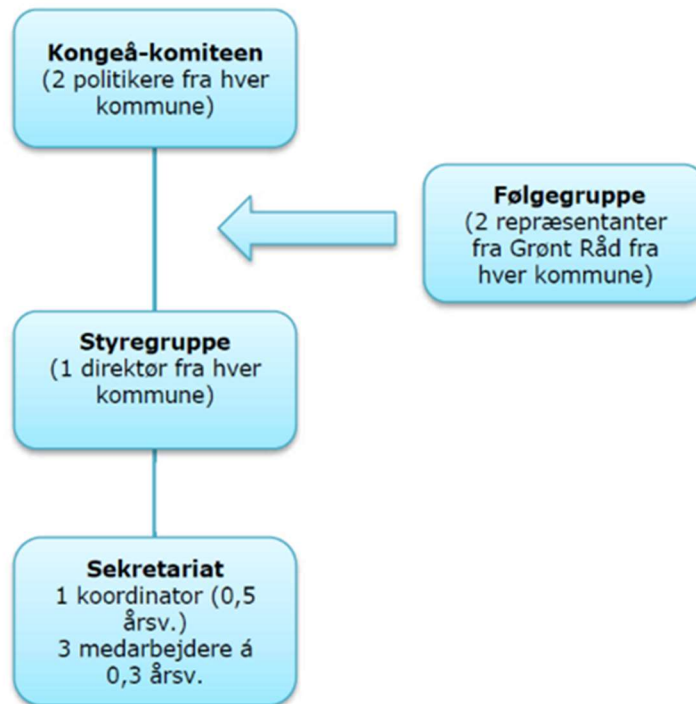 Kongeå-komiteen
(2 politikere fra hver
kommune)
Følgegruppe
(2 repræsentanter
fra Grønt Råd fra
hver kommune)
Styregruppe
(1 direktør fra hver
kommune)
Sekretariat
1 koordinator (0,5
årsv.)
3 medarbejdere á
0,3 årsv.